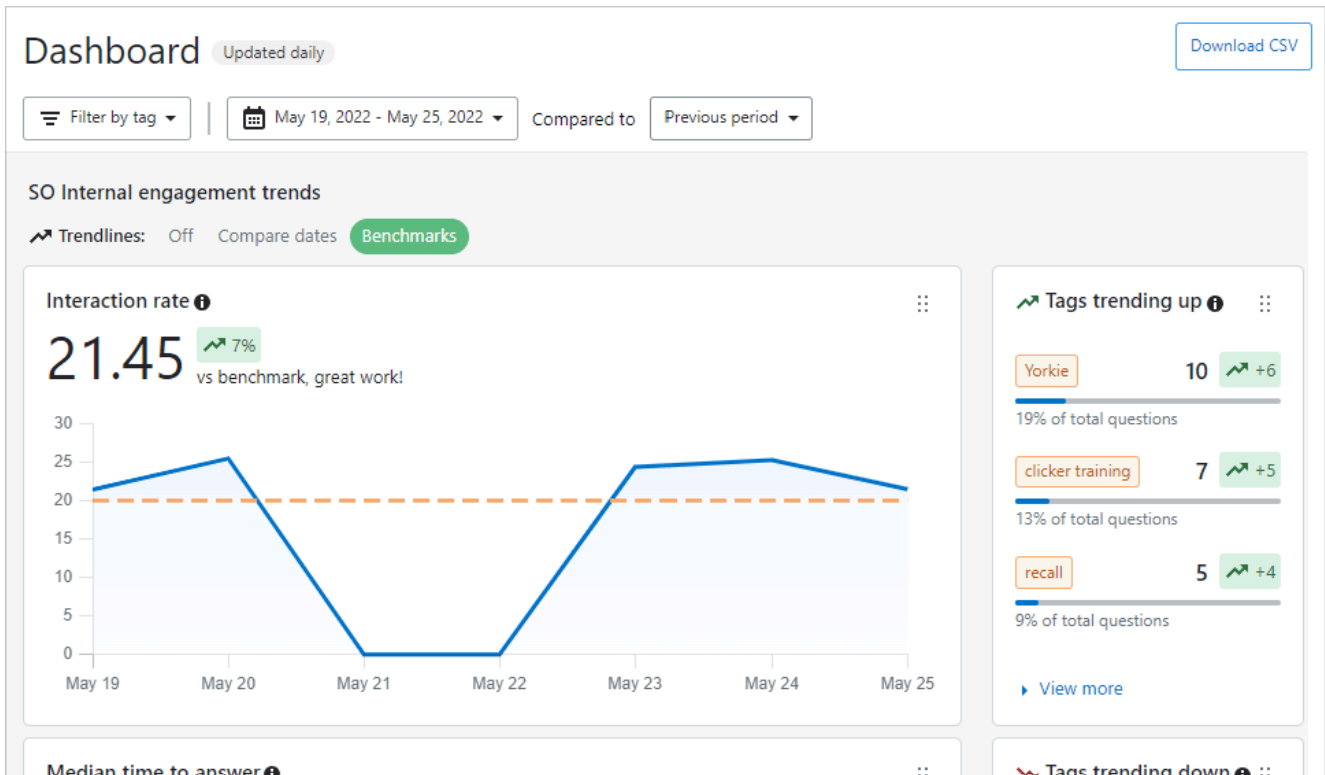 Dashboard Updated daily
Download CSV
Filter by tag
May 19, 2022 - May 25, 2022
Compared to
Previous period
SO Internal engagement trends
Trendlines: Off Compare dates Benchmarks
Interaction rate
21.45 7%
vs benchmark, great work!
30
25
20
15
10
5
0
May 19 May 20 May 21 May 22 May 23 May 24 May 25
Tags trending up
Yorkie 10 +6
19% of total questions
clicker training 7 +5
13% of total questions
recall 5 +4
9% of total questions
View more
Median time to answer
Tags trending down